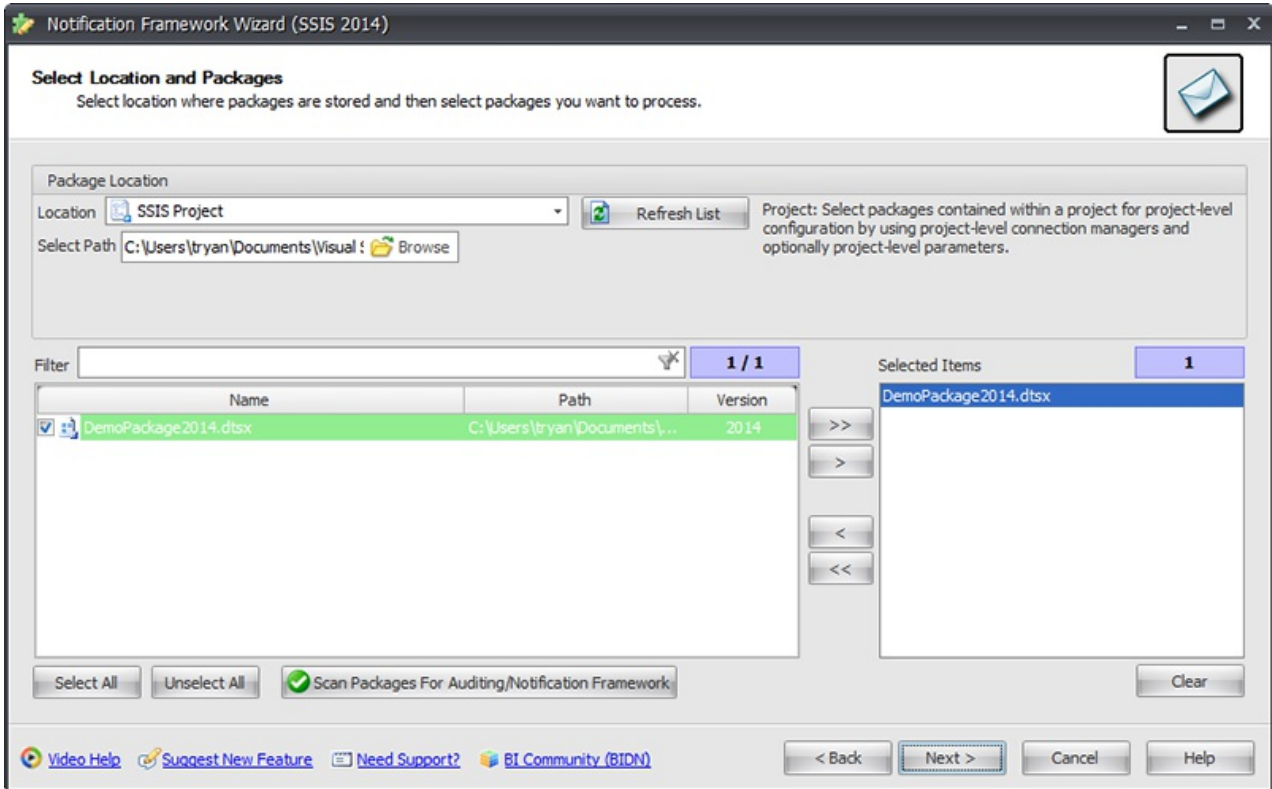 Notification Framework Wizard (SSIS 2014)
Select Location and Packages
Select location where packages are stored and then select packages you want to process.
Package Location
Location SSIS Project
Refresh List
Project: Select packages contained within a project for project-level
configuration by using project-level connection managers and
optionally project-level parameters.
Select Path C:\Users\tryan\Documents\Visual Browse
Filter
1 / 1
Selected Items
1
Name Path Version
DemoPackage2014.dtsx C:\Users\tryan\Documents\... 2014
DemoPackage2014.dtsx
>>
>
<
<<
Select All
Unselect All
Scan Packages For Auditing/Notification Framework
Clear
Video Help
Suggest New Feature
Need Support?
BI Community (BIDN)
< Back
Next >
Cancel
Help